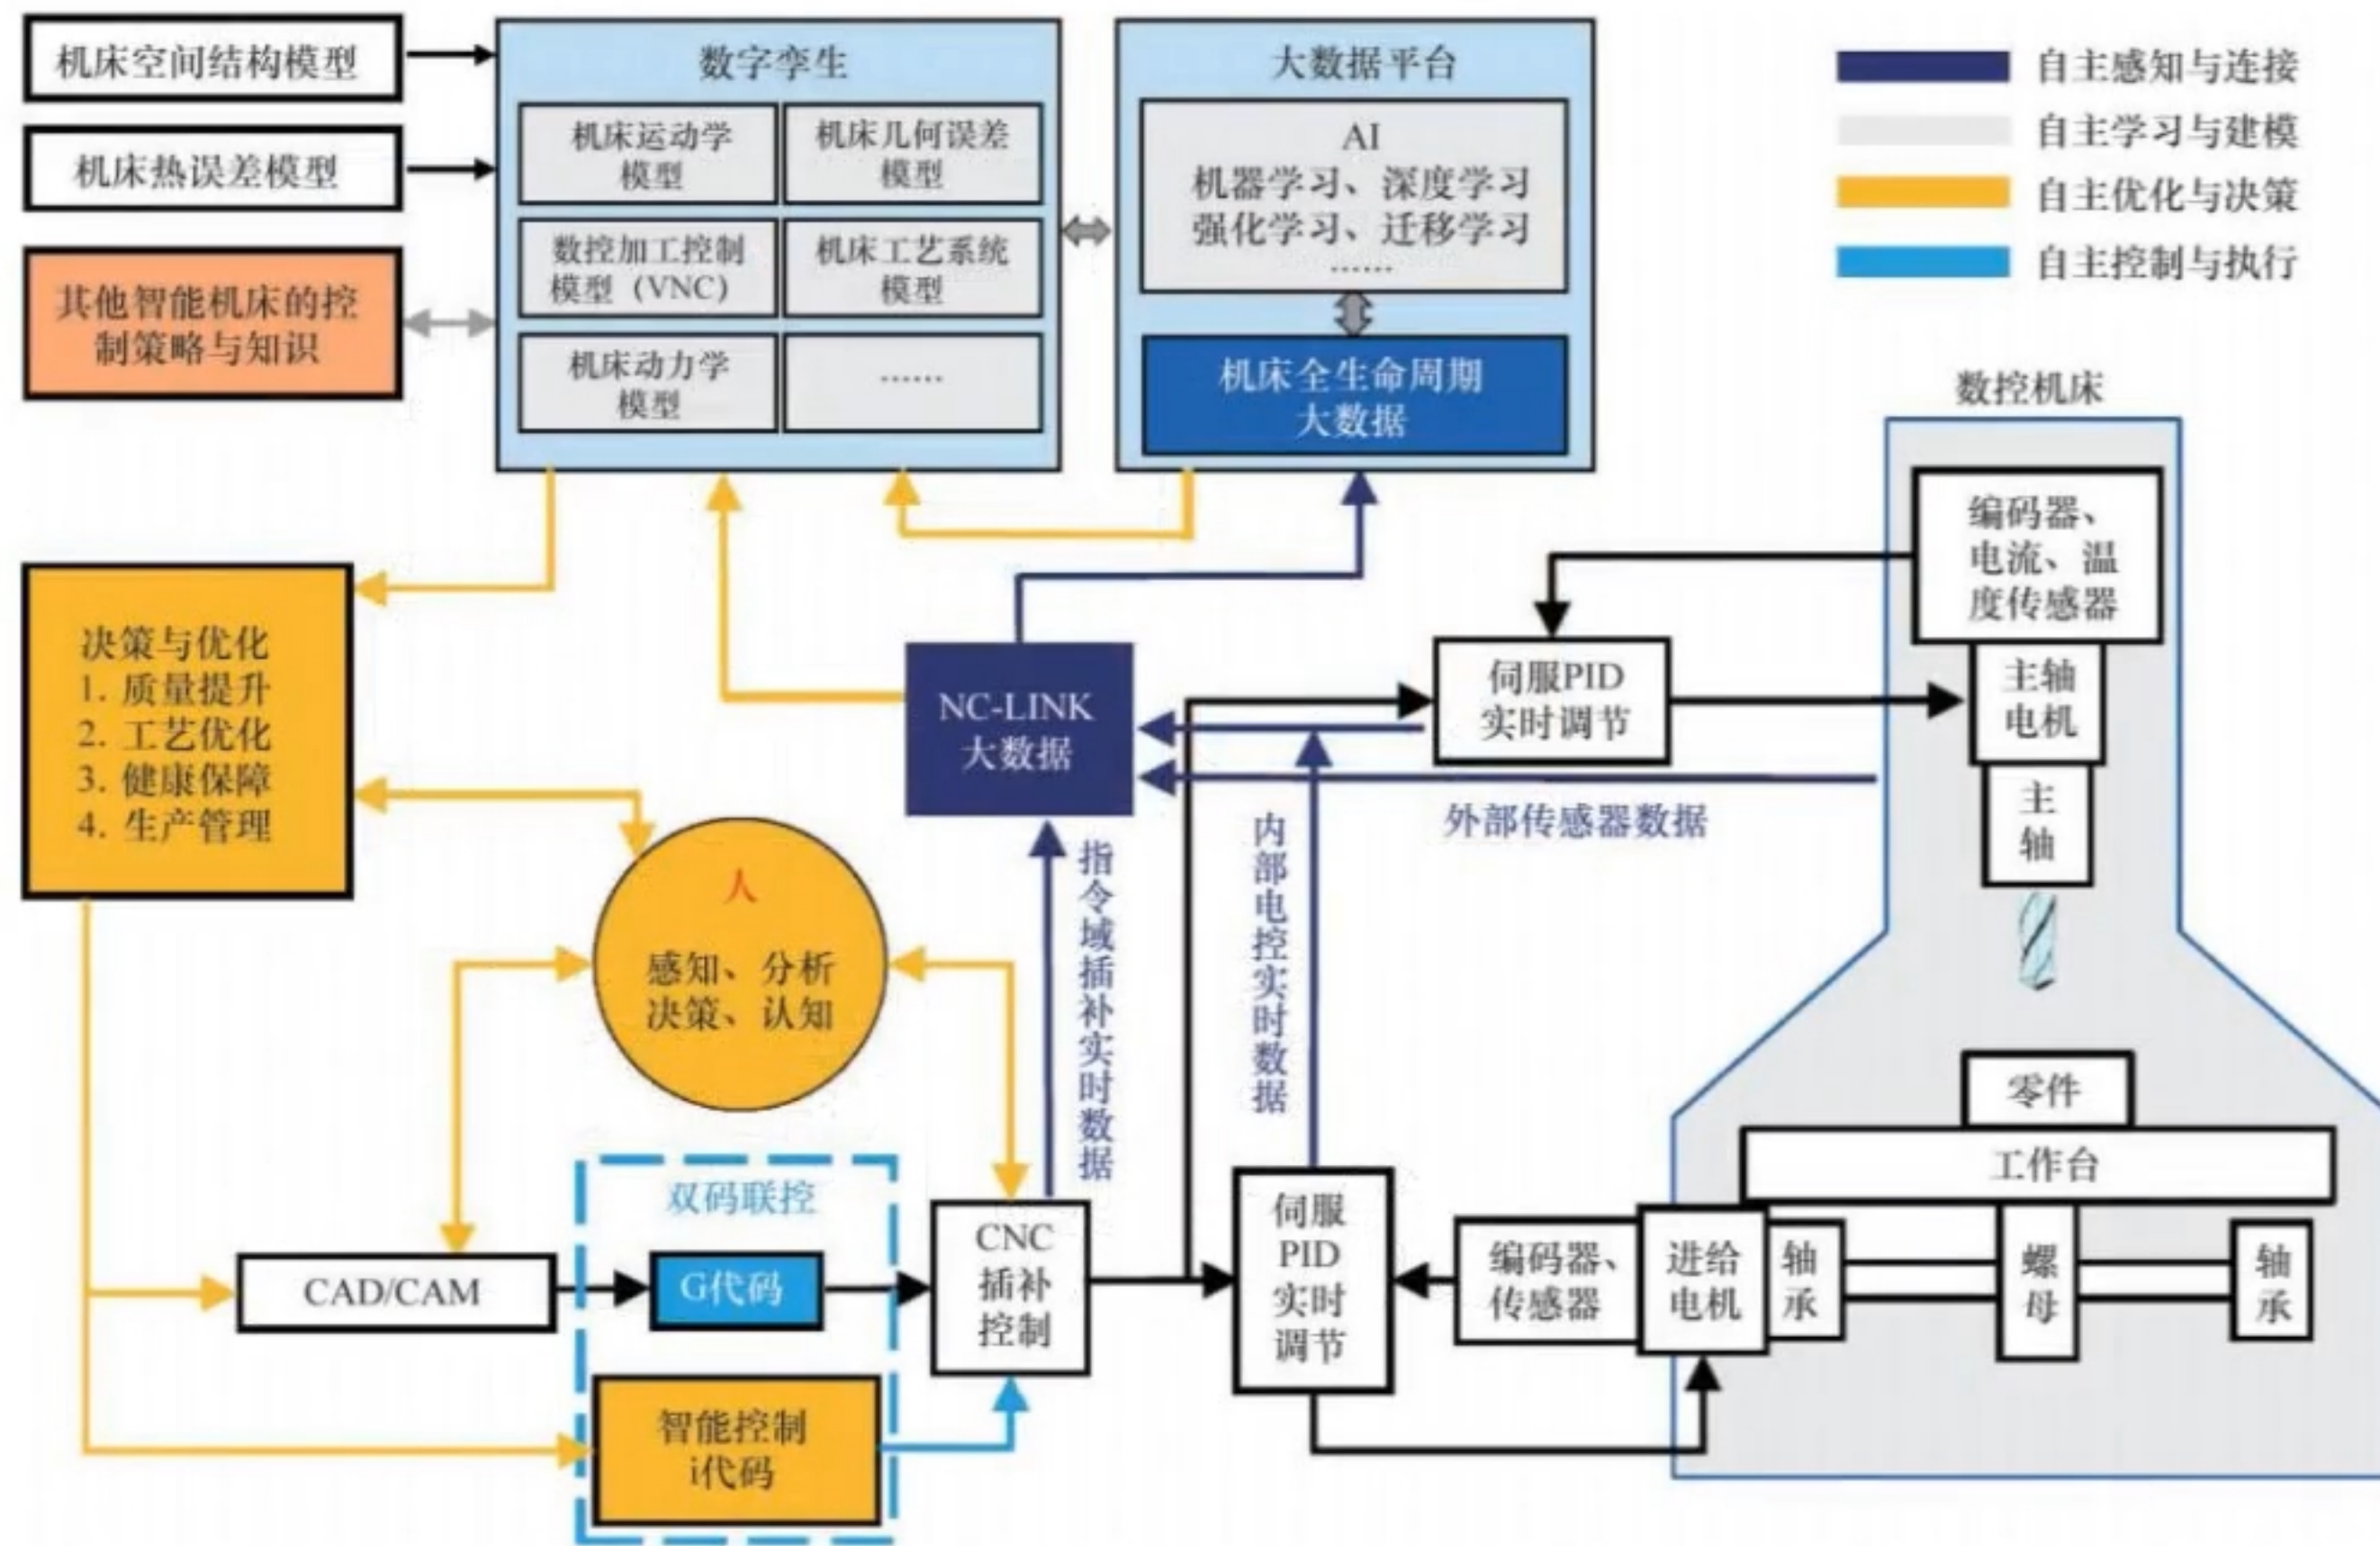 机床空间结构模型
机床热误差模型
其他智能机床的控
制策略与知识
数字孪生
机床运动学
模型
机床几何误差
模型
数控加工控制
模型（VNC）
机床工艺系统
模型
机床动力学
模型
······
大数据平台
AI
机器学习、深度学习
强化学习、迁移学习
······
机床全生命周期
大数据
自主感知与连接
自主学习与建模
自主优化与决策
自主控制与执行
数控机床
编码器、
电流、温
度传感器
主轴
电机
主
轴
零件
工作台
决策与优化
1. 质量提升
2. 工艺优化
3. 健康保障
4. 生产管理
NC-LINK
大数据
伺服PID
实时调节
外部传感器数据
内部电控实时数据
指令域插补实时数据
人
感知、分析
决策、认知
双码联控
CAD/CAM
G代码
智能控制
i代码
CNC
插补
控制
伺服
PID
实时
调节
编码器、
传感器
进给
电机
轴
承
螺
母
轴
承